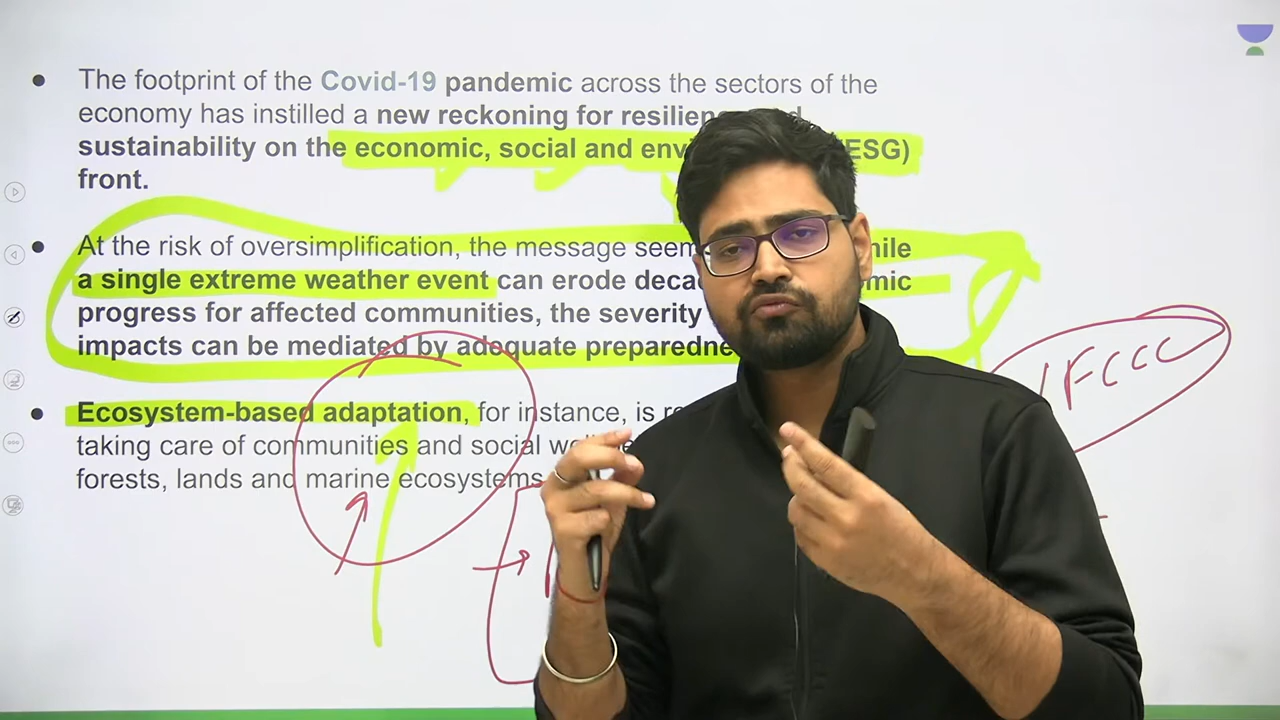 The footprint of the Covid-19 pandemic across the sectors of the
economy has instilled a new reckoning for
sustainability on the economic, social and ESG)
front.
At the risk of oversimplification, the message
a single extreme weather event can erode
progress for affected communities, the severity
impacts can be mediated by adequate
Ecosystem-based adaptation, for instance, is
taking care of communities and social
forests, lands and marine ecosystems